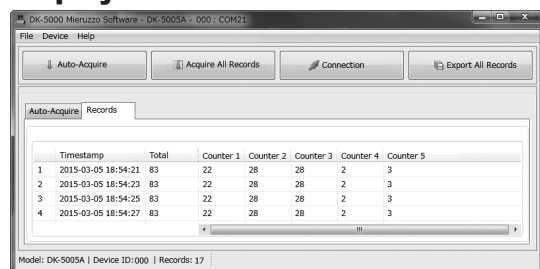 DK-5000 Mieruzzo Software - DK-5005A - 000 : COM21
File Device Help
Auto-Acquire Acquire All Records Connection Export All Records
Auto-Acquire Records
Timestamp Total Counter 1 Counter 2 Counter 3 Counter 4 Counter 5
1 2015-03-05 18:54:21 83 22 28 28 2 3
2 2015-03-05 18:54:23 83 22 28 28 2 3
3 2015-03-05 18:54:25 83 22 28 28 2 3
4 2015-03-05 18:54:27 83 22 28 28 2 3
Model: DK-5005A | Device ID:000 | Records: 17